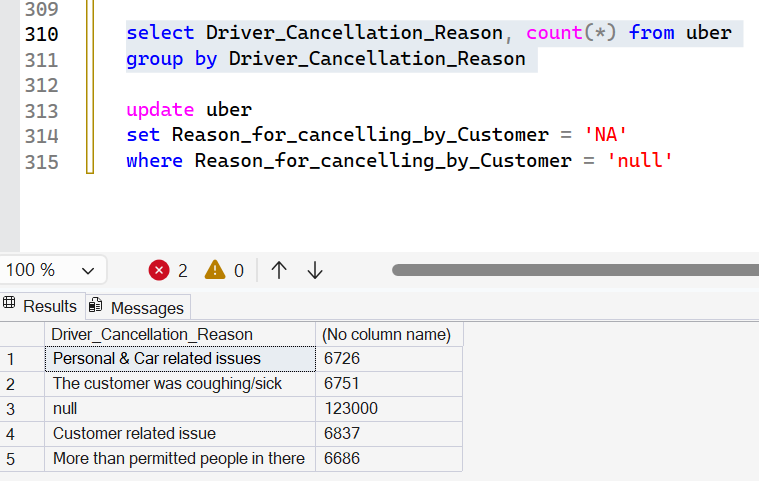 309
310 select Driver_Cancellation_Reason, count(*) from uber
311 group by Driver_Cancellation_Reason
312
313 update uber
314 set Reason_for_cancelling_by_Customer = 'NA'
315 where Reason_for_cancelling_by_Customer = 'null'
100 % 2 0
Results Messages
Driver_Cancellation_Reason (No column name)
1 Personal & Car related issues 6726
2 The customer was coughing/sick 6751
3 null 123000
4 Customer related issue 6837
5 More than permitted people in there 6686